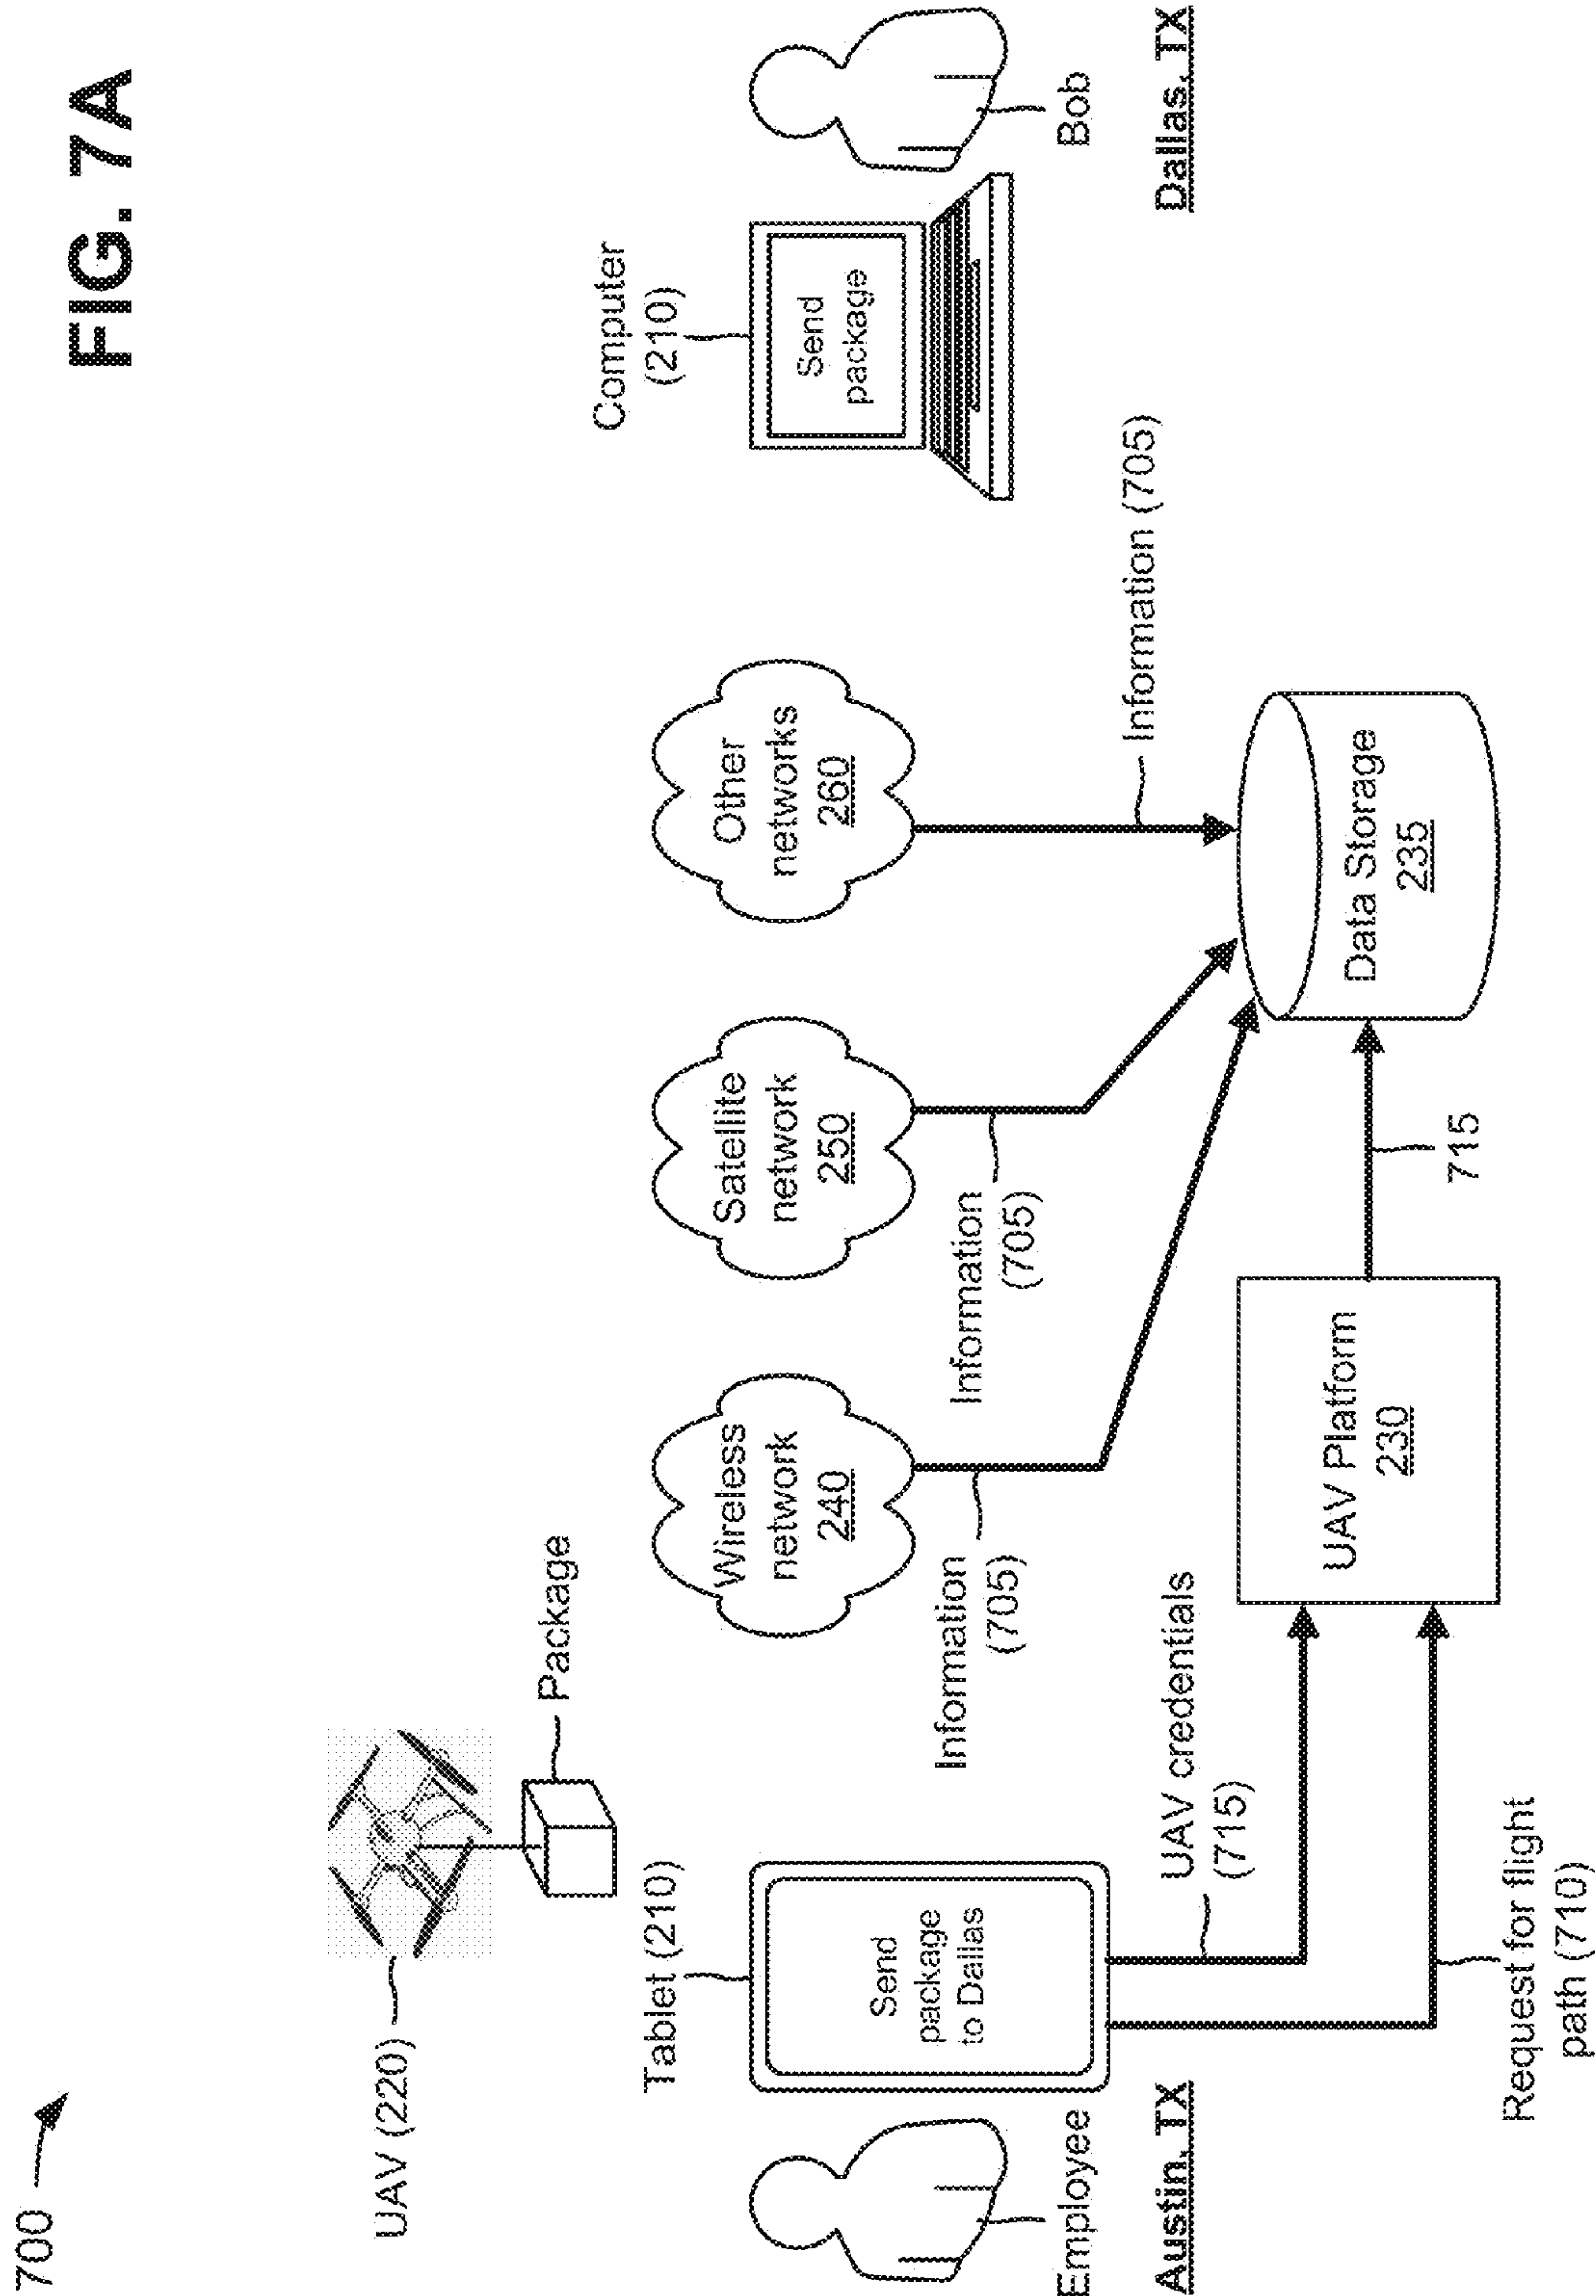 FIG. 7A
700
UAV (220)
Package
Tablet (210)
Send
package
to Dallas
Employee
Austin, TX
Wireless
network
240
Satellite
network
250
Other
networks
260
Computer
(210)
Send
package
Bob
Dallas, TX
Information
(705)
Information
(705)
Information (705)
UAV credentials
(715)
Request for flight
path (710)
UAV Platform
230
715
Data Storage
235